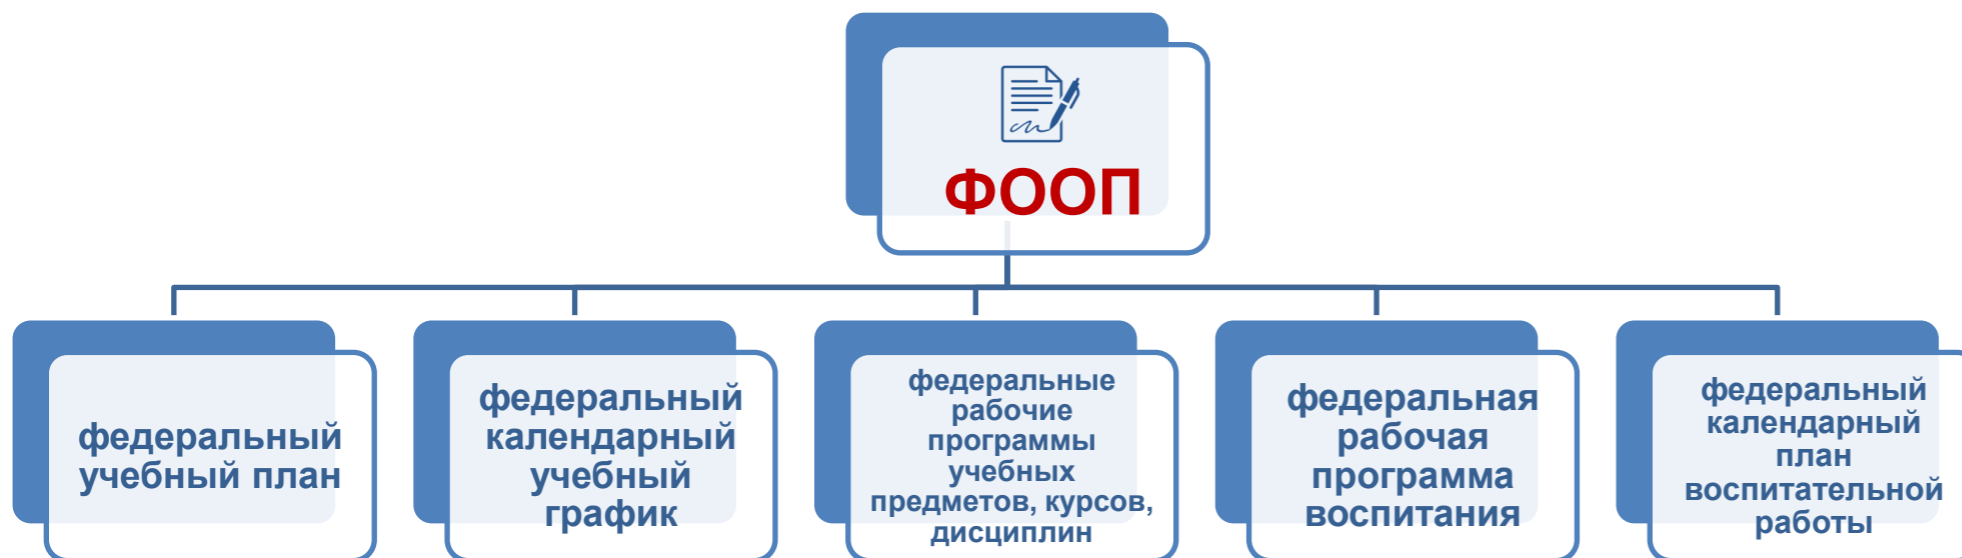 ФООП
федеральный
учебный план
федеральный
календарный
учебный
график
федеральные
рабочие
программы
учебных
предметов, курсов,
дисциплин
федеральная
рабочая
программа
воспитания
федеральный
календарный
план
воспитательной
работы